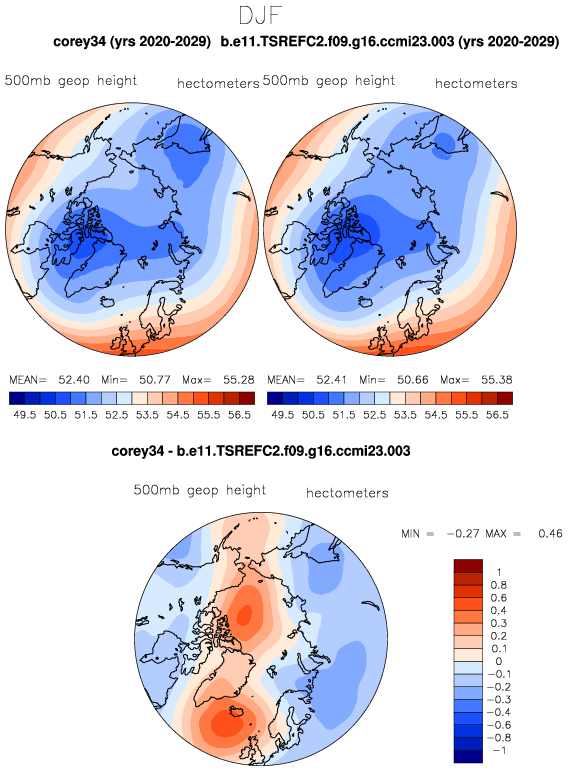 DJF
corey34 (yrs 2020-2029) b.e11.TSREFC2.f09.g16.ccmi23.003 (yrs 2020-2029)
500mb geop height hectometers 500mb geop height hectometers
MEAN= 52.40 Min= 50.77 Max= 55.28 MEAN= 52.41 Min= 50.66 Max= 55.38
49.5 50.5 51.5 52.5 53.5 54.5 55.5 56.5 49.5 50.5 51.5 52.5 53.5 54.5 55.5 56.5
corey34 - b.e11.TSREFC2.f09.g16.ccmi23.003
500mb geop height hectometers
MIN = -0.27 MAX = 0.46
1
0.8
0.6
0.4
0.3
0.2
0.1
0
-0.1
-0.2
-0.3
-0.4
-0.6
-0.8
-1